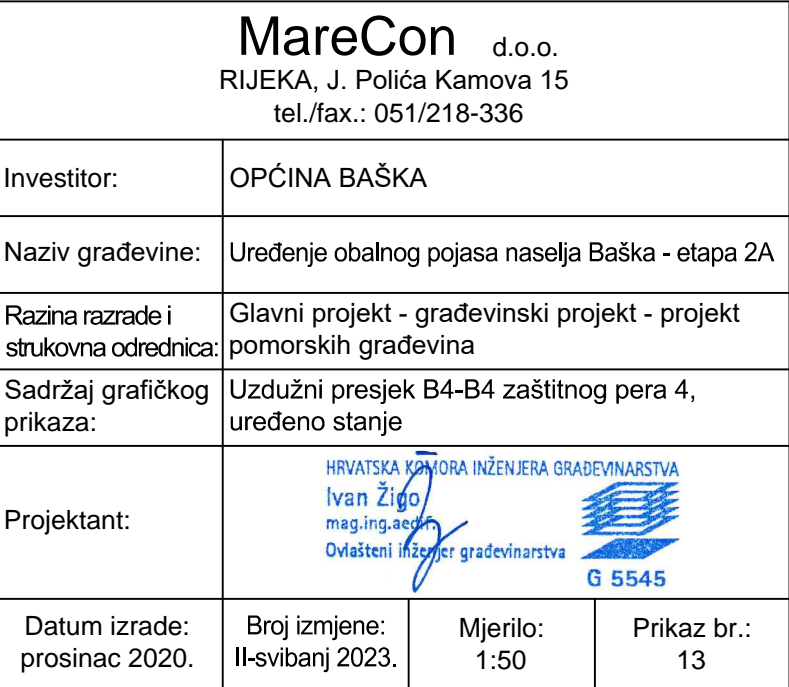 MareCon d.o.o.
RIJEKA, J. Polića Kamova 15
tel./fax.: 051/218-336
Investitor:
OPĆINA BAŠKA
Naziv građevine:
Uređenje obalnog pojasa naselja Baška - etapa 2A
Razina razrade i
strukovna odrednica:
Glavni projekt - građevinski projekt - projekt
pomorskih građevina
Sadržaj grafičkog
prikaza:
Uzdužni presjek B4-B4 zaštitnog pera 4,
uređeno stanje
Projektant:
HRVATSKA KOMORA INŽENJERA GRAĐEVINARSTVA
Ivan Žigo
mag.ing.aedif.
Ovlašteni inženjer građevinarstva
G 5545
Datum izrade:
prosinac 2020.
Broj izmjene:
II-svibanj 2023.
Mjerilo:
1:50
Prikaz br.:
13